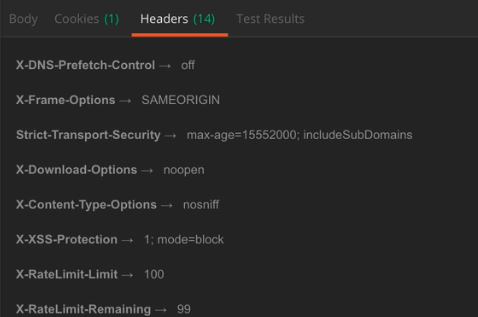 Body Cookies (1) Headers (14) Test Results
X-DNS-Prefetch-Control → off
X-Frame-Options → SAMEORIGIN
Strict-Transport-Security → max-age=15552000; includeSubDomains
X-Download-Options → noopen
X-Content-Type-Options → nosniff
X-XSS-Protection → 1; mode=block
X-RateLimit-Limit → 100
X-RateLimit-Remaining → 99